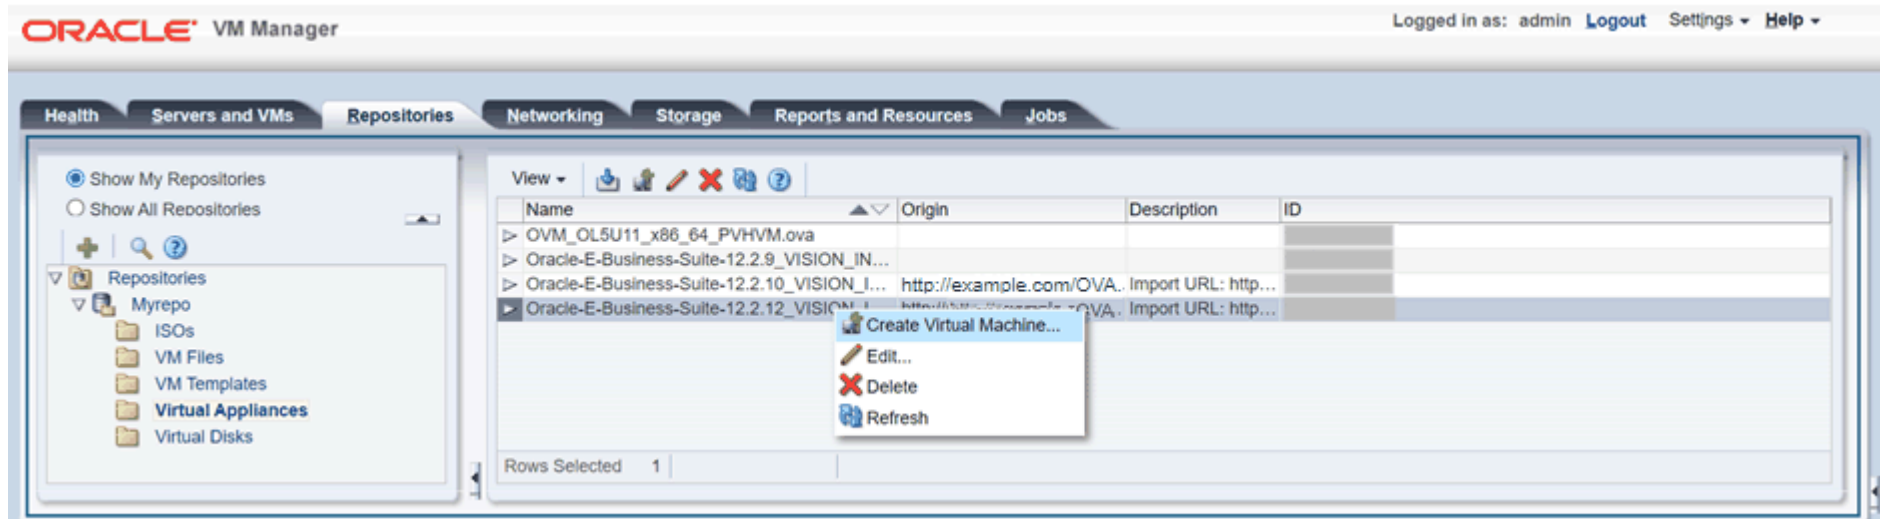 ORACLE VM Manager
Logged in as: admin Logout Settings Help
Health Servers and VMs Repositories Networking Storage Reports and Resources Jobs
Show My Repositories
Show All Repositories
Repositories
Myrepo
ISOs
VM Files
VM Templates
Virtual Appliances
Virtual Disks
View
Name Origin Description ID
OVM_OL5U11_x86_64_PVHVM.ova
Oracle-E-Business-Suite-12.2.9_VISION_IN...
Oracle-E-Business-Suite-12.2.10_VISION_I... http://example.com/OVA.. Import URL: http...
Oracle-E-Business-Suite-12.2.12_VISION_I Import URL: http...
Create Virtual Machine...
Edit...
Delete
Refresh
Rows Selected 1